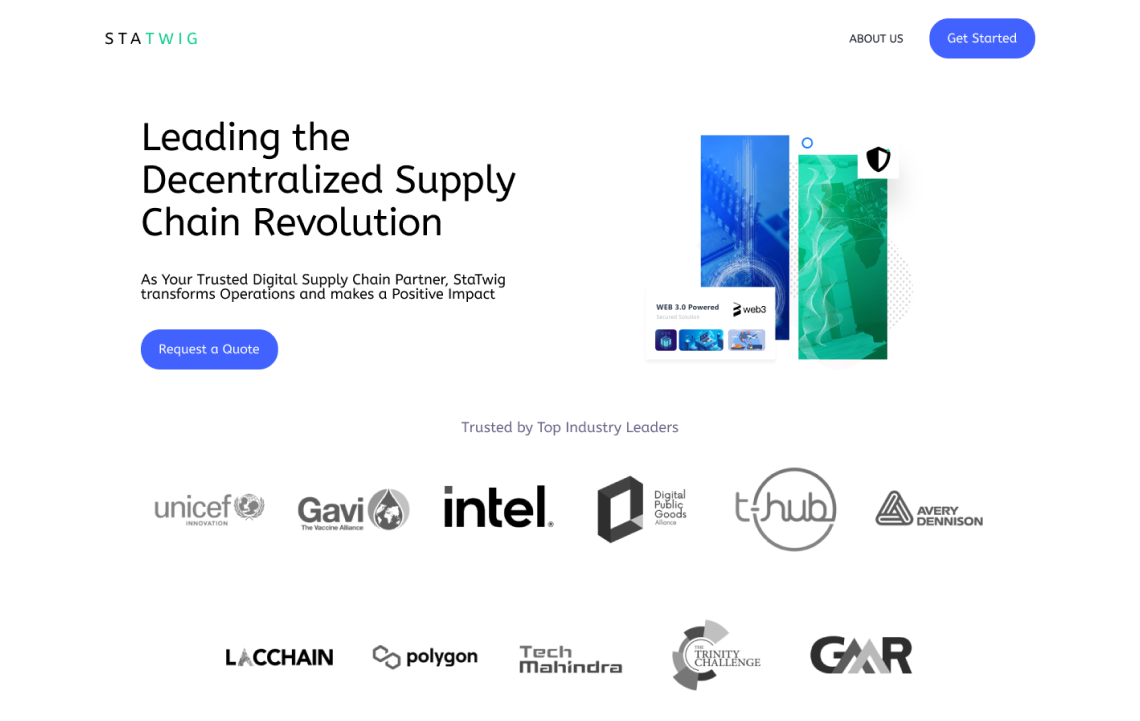 STATWIG
ABOUT US
Get Started
Leading the
Decentralized Supply
Chain Revolution
As Your Trusted Digital Supply Chain Partner, StaTwig
transforms Operations and makes a Positive Impact
Request a Quote
WEB 3.0 Powered
Secured Solution
web3
Trusted by Top Industry Leaders
unicef
INNOVATION
Gavi
The Vaccine Alliance
intel®
Digital
Public
Goods
Alliance
t-hub
AVERY
DENNISON
LACCHAIN
polygon
Tech
Mahindra
THE
TRINITY
CHALLENGE
GMR